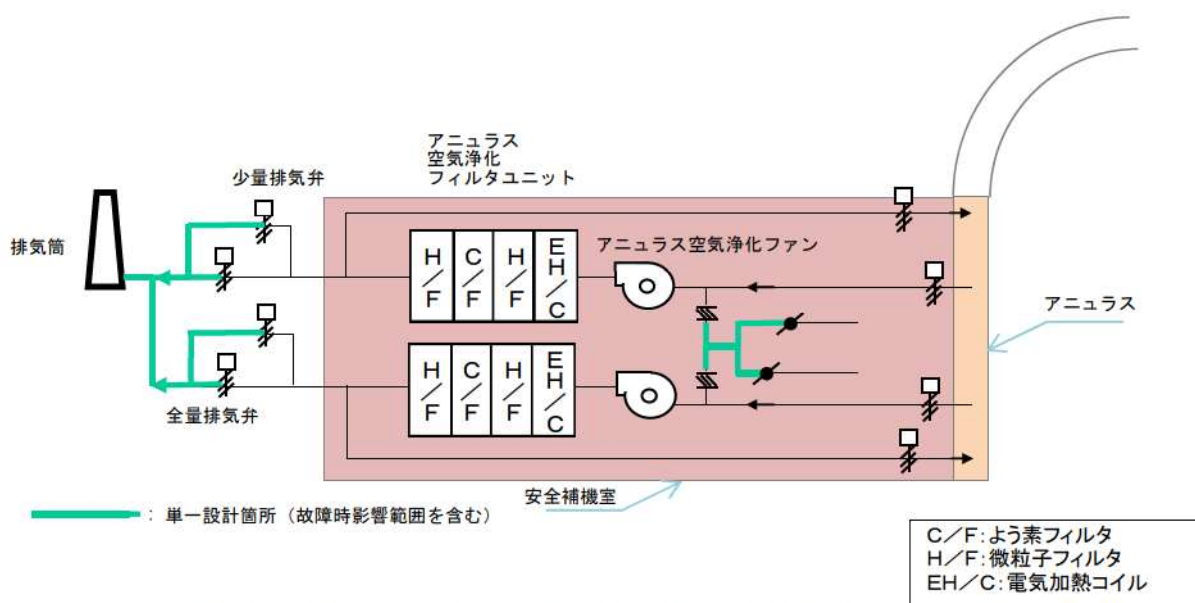 アニュラス
空気浄化
フィルタユニット
少量排気弁
排気筒
アニュラス空気浄化ファン
H/F
C/F
H/F
EH/C
アニュラス
H/F
C/F
H/F
EH/C
全量排気弁
安全補機室
：単一設計箇所（故障時影響範囲を含む）
C／F：よう素フィルタ
H／F：微粒子フィルタ
EH／C：電気加熱コイル